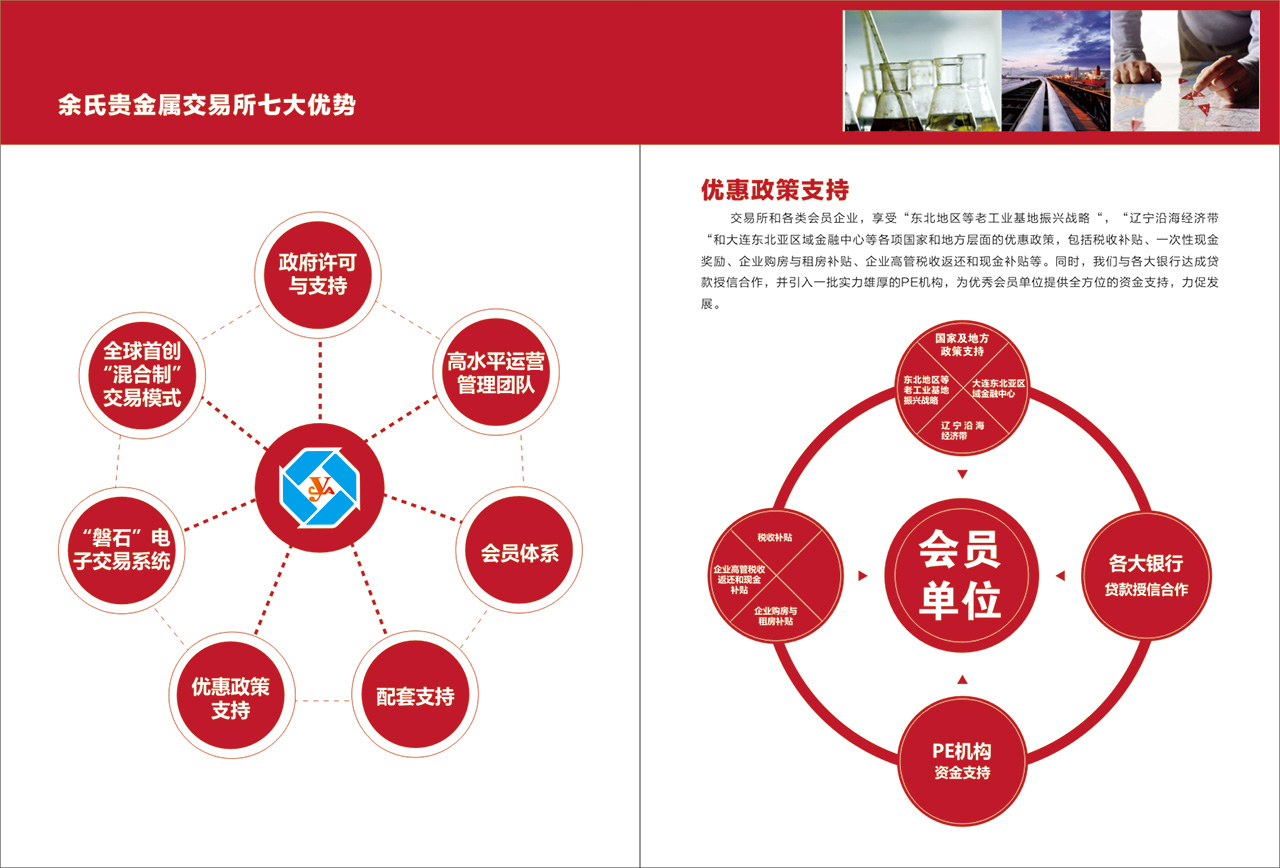 余氏贵金属交易所七大优势
政府许可
与支持
全球首创
“混合制”
交易模式
高水平运营
管理团队
“磐石”电
子交易系统
会员体系
优惠政策
支持
配套支持
优惠政策支持
交易所和各类会员企业，享受“东北地区等老工业基地振兴战略“，“辽宁沿海经济带
“和大连东北亚区域金融中心等各项国家和地方层面的优惠政策，包括税收补贴、一次性现金
奖励、企业购房与租房补贴、企业高管税收返还和现金补贴等。同时，我们与各大银行达成贷
款授信合作，并引入一批实力雄厚的PE机构，为优秀会员单位提供全方位的资金支持，力促发
展。
国家及地方
政策支持
东北地区等
老工业基地
振兴战略
大连东北亚区
域金融中心
辽宁沿海
经济带
税收补贴
企业高管税收
返还和现金
补贴
企业购房与
租房补贴
会员
单位
各大银行
贷款授信合作
PE机构
资金支持